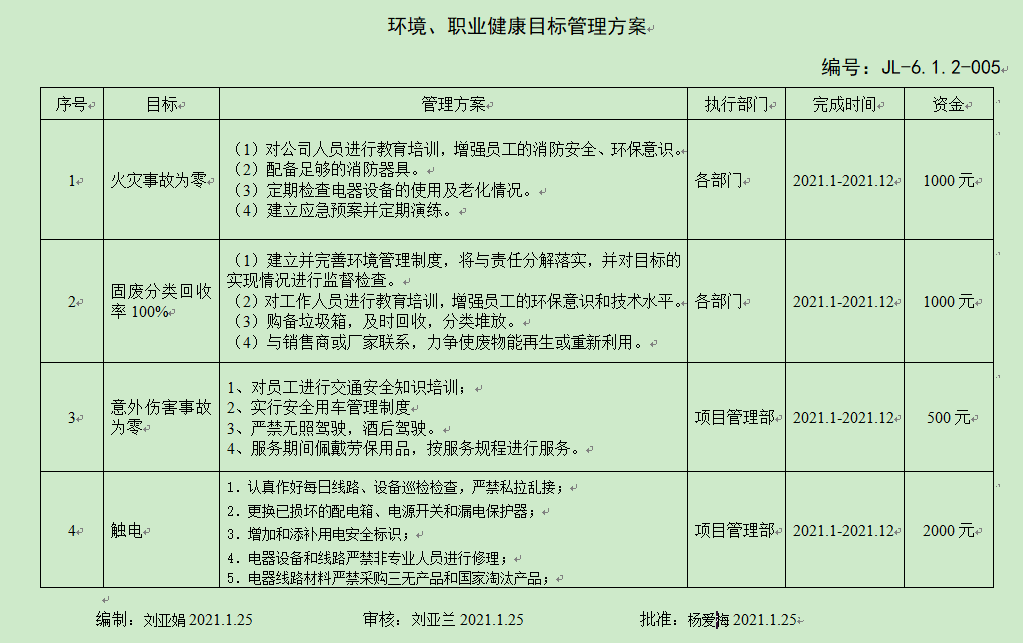 环境、职业健康目标管理方案
编号：JL-6.1.2-005
序号 目标 管理方案 执行部门 完成时间 资金
1 火灾事故为零 各部门 2021.1-2021.12 1000 元
（1）对公司人员进行教育培训，增强员工的消防安全、环保意识。
（2）配备足够的消防器具。
（3）定期检查电器设备的使用及老化情况。
（4）建立应急预案并定期演练。
2 固废分类回收
率 100% 各部门 2021.1-2021.12 1000 元
（1）建立并完善环境管理制度，将与责任分解落实，并对目标的
实现情况进行监督检查。
（2）对工作人员进行教育培训，增强员工的环保意识和技术水平。
（3）购备垃圾箱，及时回收，分类堆放。
（4）与销售商或厂家联系，力争使废物能再生或重新利用。
3 意外伤害事故
为零 项目管理部 2021.1-2021.12 500 元
1、对员工进行交通安全知识培训；
2、实行安全用车管理制度
3、严禁无照驾驶，酒后驾驶。
4、服务期间佩戴劳保用品，按服务规程进行服务。
4 触电 项目管理部 2021.1-2021.12 2000 元
1．认真作好每日线路、设备巡检检查，严禁私拉乱接；
2．更换已损坏的配电箱、电源开关和漏电保护器；
3．增加和添补用电安全标识；
4．电器设备和线路严禁非专业人员进行修理；
5．电器线路材料严禁采购三无产品和国家淘汰产品；
编制：刘亚娟 2021.1.25 审核：刘亚兰 2021.1.25 批准：杨爱梅 2021.1.25